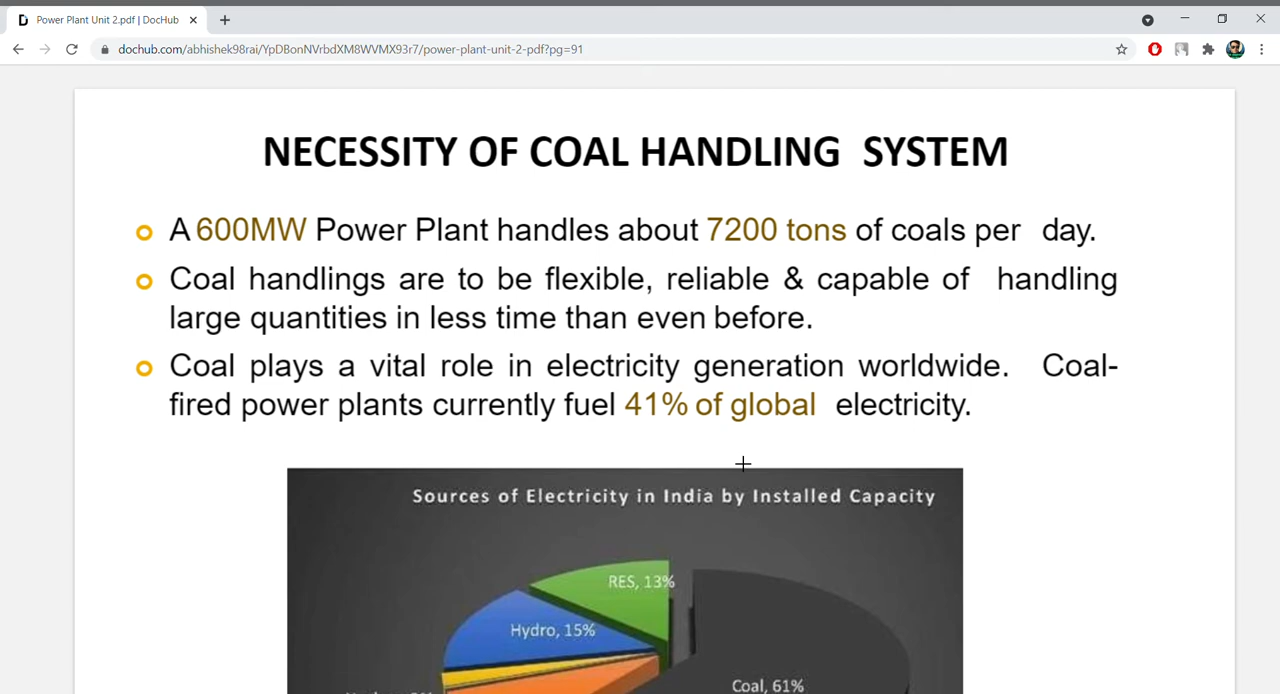 Power Plant Unit 2.pdf | DocHub
dochub.com/abhishek98rai/YpDBonNVrbdXM8WVMX93r7/power-plant-unit-2-pdf?pg=91
NECESSITY OF COAL HANDLING SYSTEM
A 600MW Power Plant handles about 7200 tons of coals per day.
Coal handlings are to be flexible, reliable & capable of handling
large quantities in less time than even before.
Coal plays a vital role in electricity generation worldwide. Coal-
fired power plants currently fuel 41% of global electricity.
Sources of Electricity in India by Installed Capacity
RES, 13%
Hydro, 15%
Coal, 61%